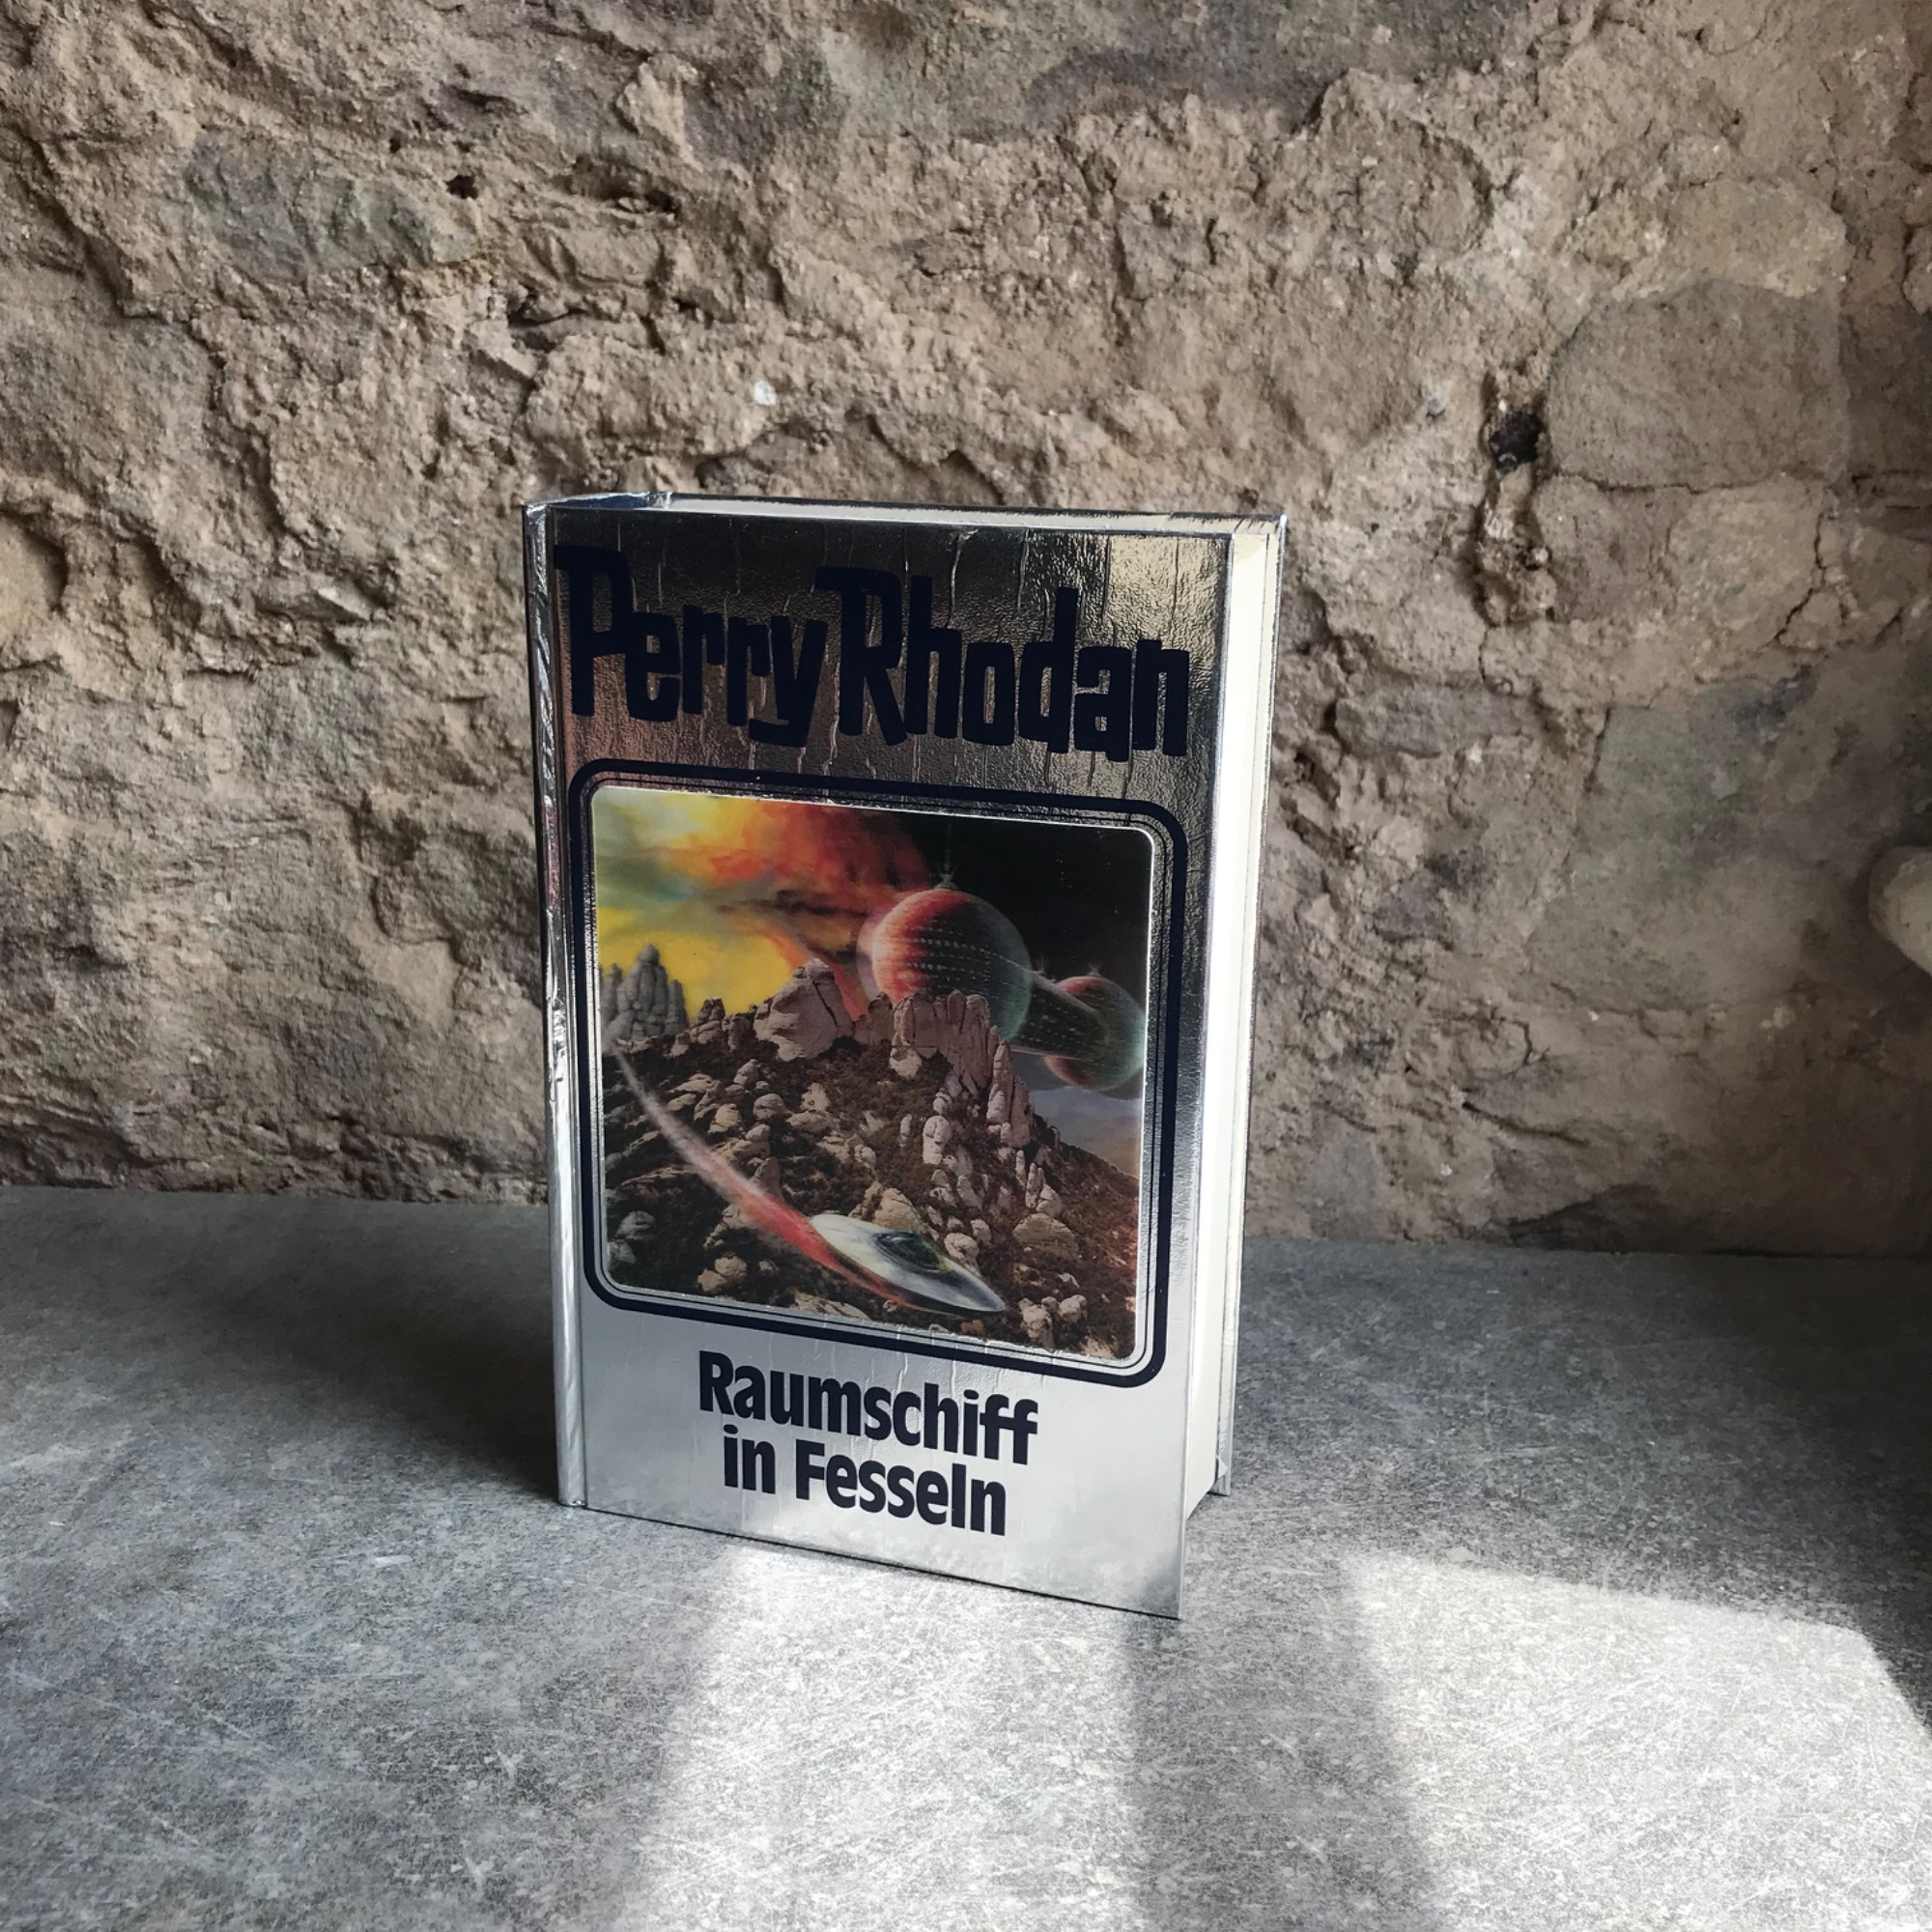 Perry Rhodan
Raumschiff
in Fesseln